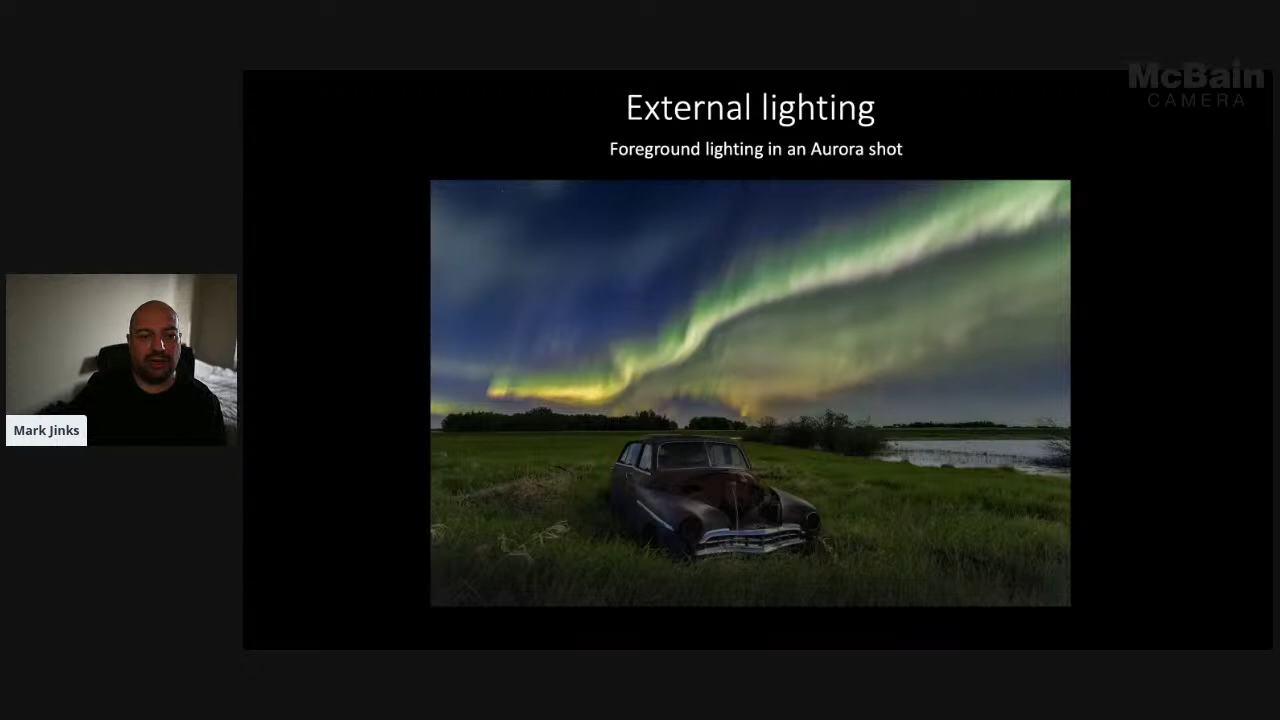 McBain
CAMERA
External lighting
Foreground lighting in an Aurora shot
Mark Jinks